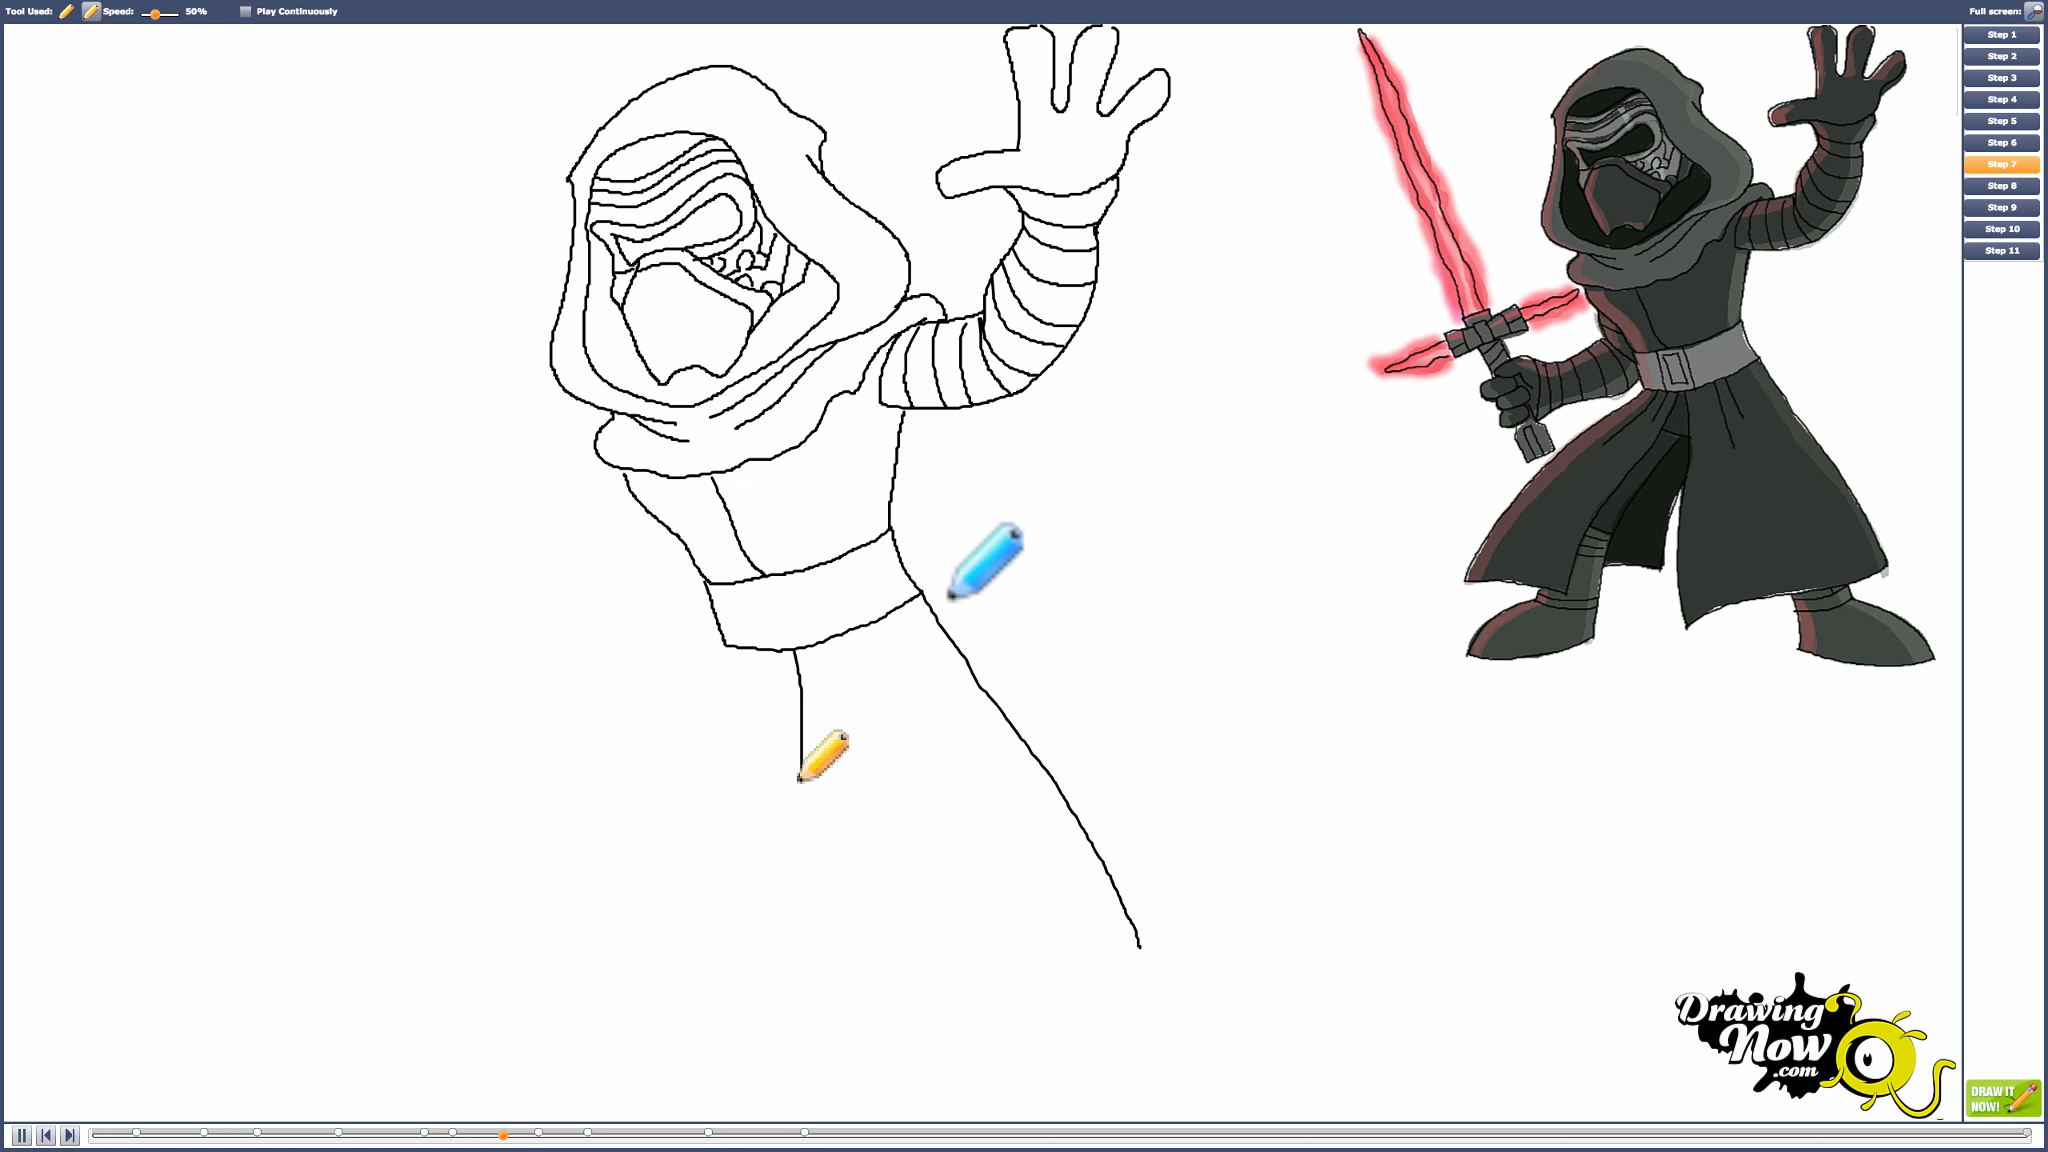 Tool Used: Speed: 50% Play Continuously Full screen:
Step 1
Step 2
Step 3
Step 4
Step 5
Step 6
Step 7
Step 8
Step 9
Step 10
Step 11
Drawing
Now
.com
DRAW IT
NOW!